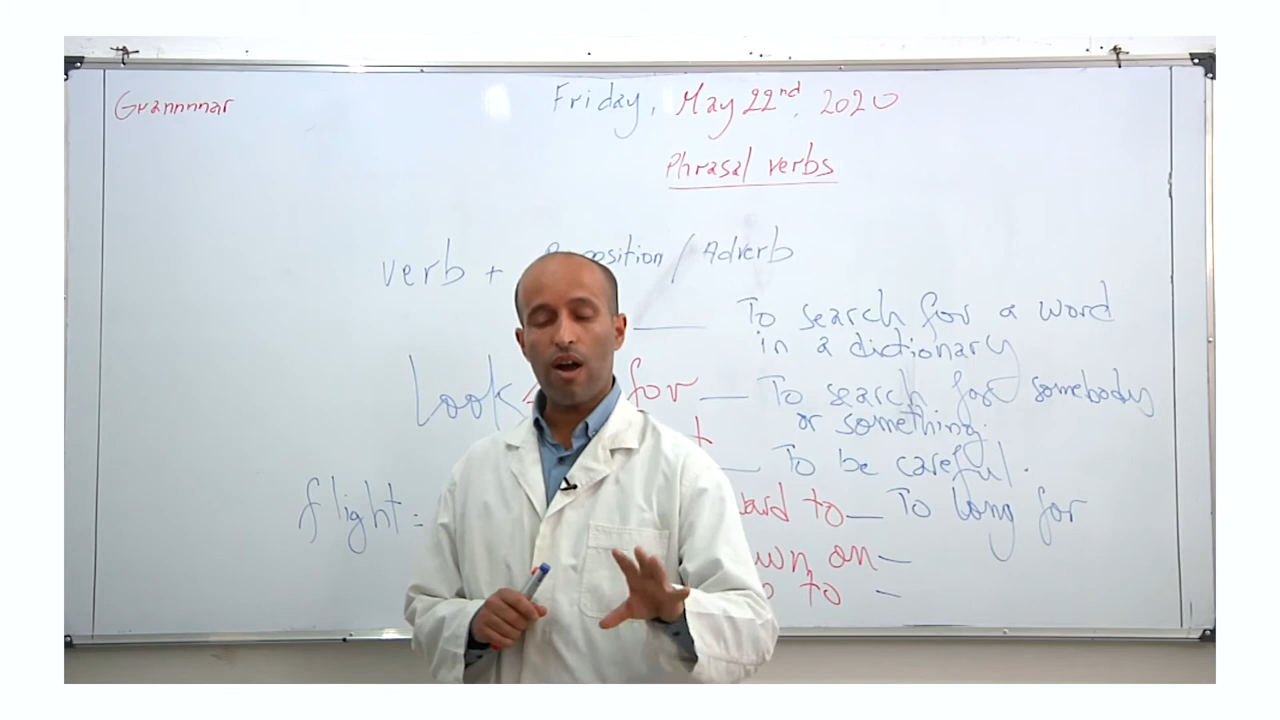 Grammar
Friday, May 22nd, 2020
Phrasal verbs
verb + / Adverb
To search for a word
in a dictionary
Look for — To search for somebody
or something.
— To be careful.
flight =
to — To long for
on —
to —